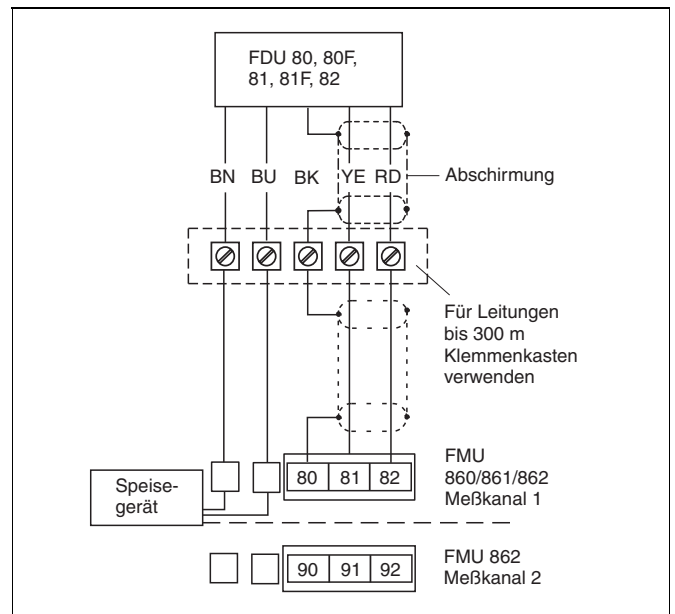 FDU 80, 80F,
81, 81F, 82
BN BU BK YE RD
Abschirmung
Für Leitungen
bis 300 m
Klemmenkasten
verwenden
Speise-
gerät
80 81 82
FMU
860/861/862
Meßkanal 1
90 91 92
FMU 862
Meßkanal 2